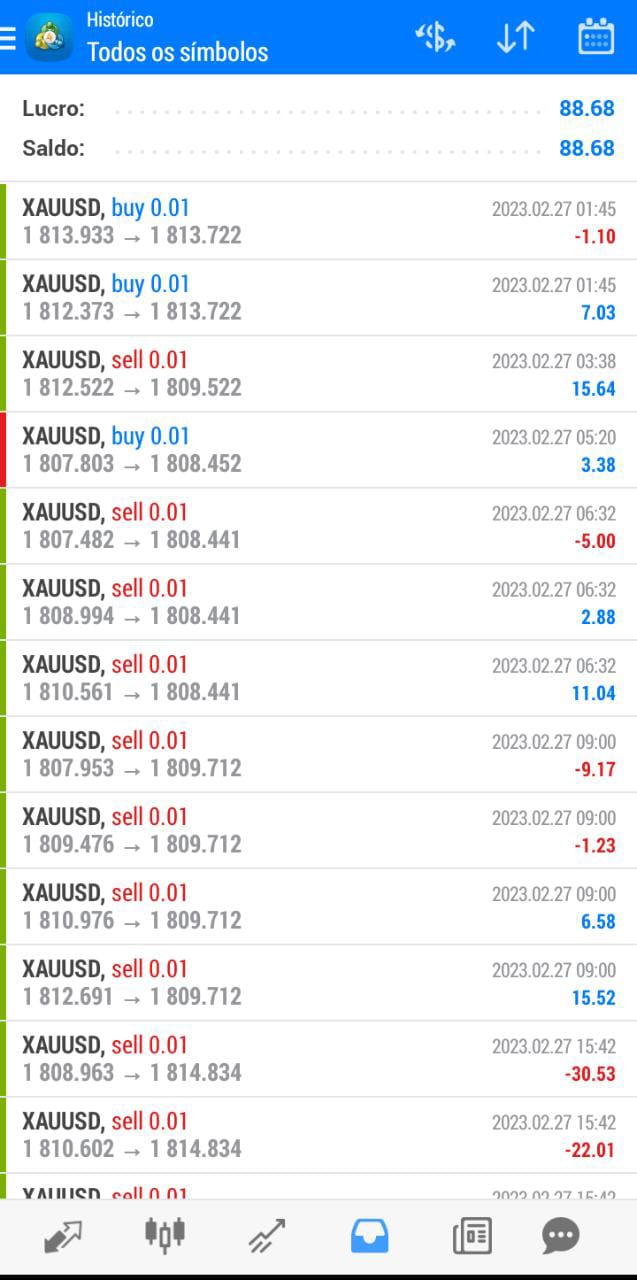 Histórico
Todos os símbolos
Lucro: 88.68
Saldo: 88.68
XAUUSD, buy 0.01 2023.02.27 01:45
1 813.933 → 1 813.722 -1.10
XAUUSD, buy 0.01 2023.02.27 01:45
1 812.373 → 1 813.722 7.03
XAUUSD, sell 0.01 2023.02.27 03:38
1 812.522 → 1 809.522 15.64
XAUUSD, buy 0.01 2023.02.27 05:20
1 807.803 → 1 808.452 3.38
XAUUSD, sell 0.01 2023.02.27 06:32
1 807.482 → 1 808.441 -5.00
XAUUSD, sell 0.01 2023.02.27 06:32
1 808.994 → 1 808.441 2.88
XAUUSD, sell 0.01 2023.02.27 06:32
1 810.561 → 1 808.441 11.04
XAUUSD, sell 0.01 2023.02.27 09:00
1 807.953 → 1 809.712 -9.17
XAUUSD, sell 0.01 2023.02.27 09:00
1 809.476 → 1 809.712 -1.23
XAUUSD, sell 0.01 2023.02.27 09:00
1 810.976 → 1 809.712 6.58
XAUUSD, sell 0.01 2023.02.27 09:00
1 812.691 → 1 809.712 15.52
XAUUSD, sell 0.01 2023.02.27 15:42
1 808.963 → 1 814.834 -30.53
XAUUSD, sell 0.01 2023.02.27 15:42
1 810.602 → 1 814.834 -22.01
XAUUSD, sell 0.01 2023.02.27 15:42